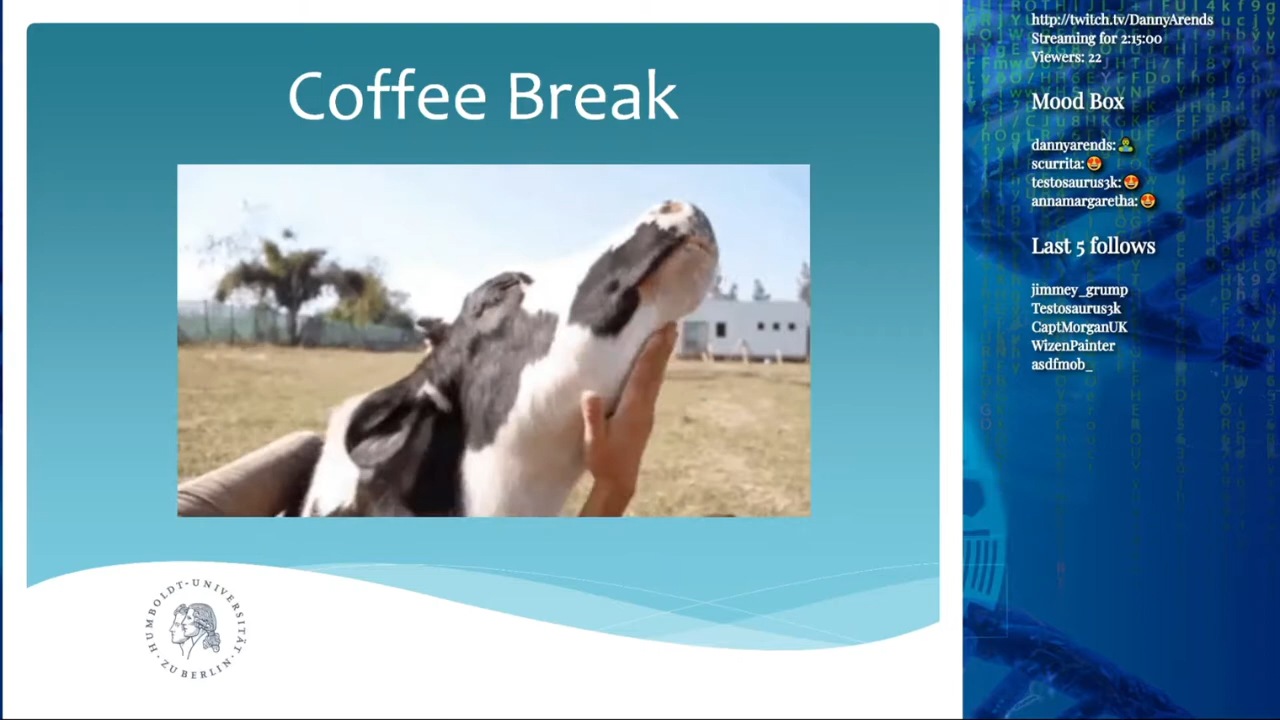 Coffee Break
HUMBOLDT-UNIVERSITÄT
ZU BERLIN
http://twitch.tv/DannyArends
Streaming for 2:15:00
Viewers: 22
Mood Box
dannyarends:
scurrita:
testosaurus3k:
annamargaretha:
Last 5 follows
jimmey_grump
Testosaurus3k
CaptMorganUK
WizenPainter
asdfmob_